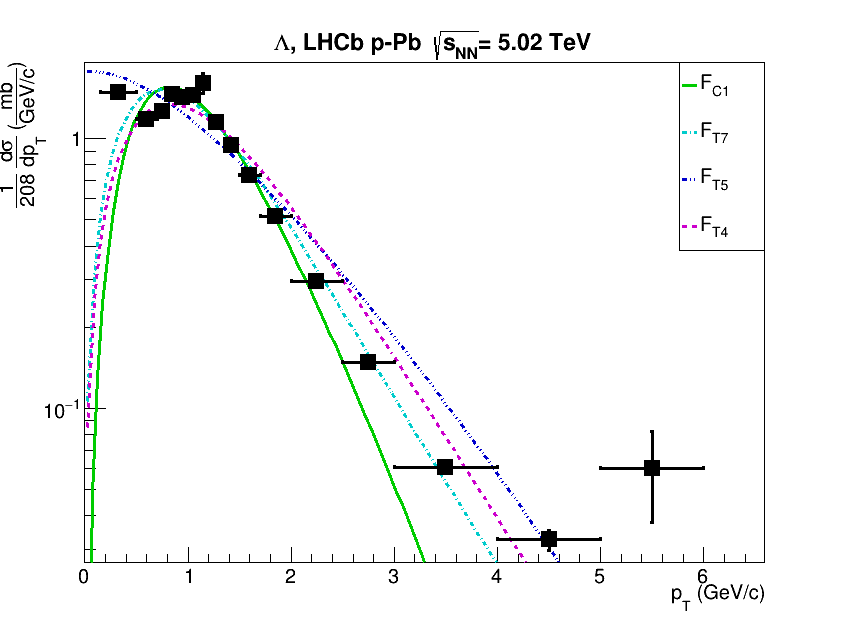 Λ, LHCb p-Pb √s_NN = 5.02 TeV
1/208 dσ/dp_T (mb/GeV/c)
1
10⁻¹
F_C1
F_T7
F_T5
F_T4
0 1 2 3 4 5 6
p_T (GeV/c)